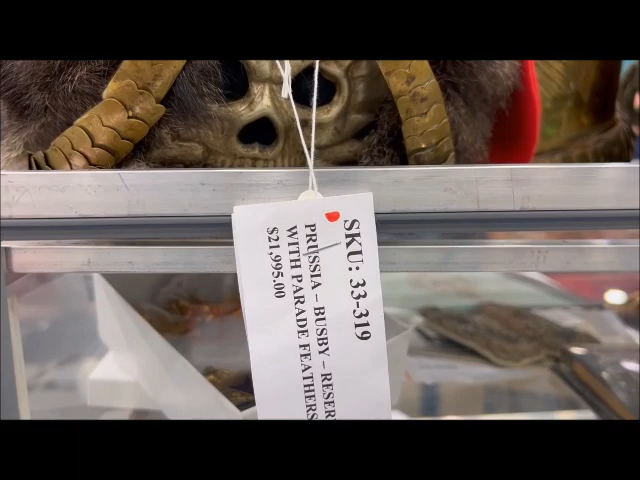 SKU: 33-319
PRUSSIA – BUSBY – RESER
WITH PARADE FEATHERS
$21,995.00